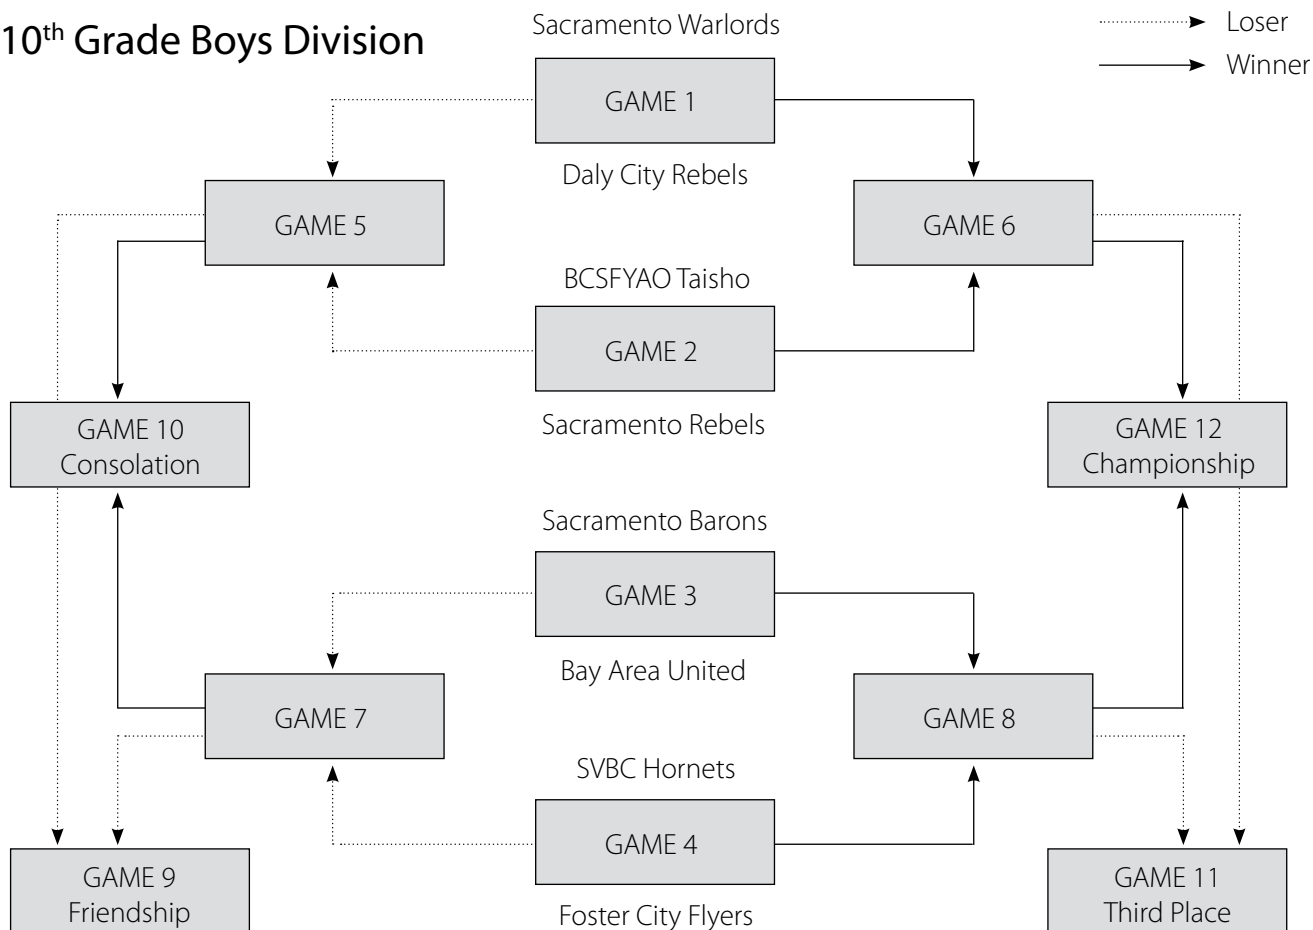 10th Grade Boys Division
Sacramento Warlords
Loser
Winner
GAME 1
Daly City Rebels
GAME 5
GAME 6
BCSFYAO Taisho
GAME 2
Sacramento Rebels
GAME 10
Consolation
GAME 12
Championship
Sacramento Barons
GAME 3
Bay Area United
GAME 7
GAME 8
SVBC Hornets
GAME 4
Foster City Flyers
GAME 9
Friendship
GAME 11
Third Place